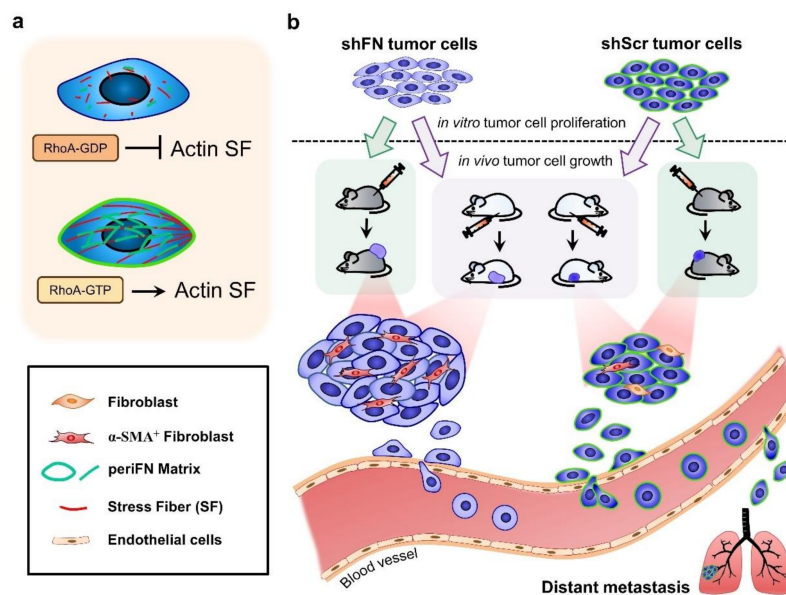 a
RhoA-GDP
Actin SF
RhoA-GTP
Actin SF
Fibroblast
α-SMA⁺ Fibroblast
periFN Matrix
Stress Fiber (SF)
Endothelial cells
b
shFN tumor cells
shScr tumor cells
in vitro tumor cell proliferation
in vivo tumor cell growth
Blood vessel
Distant metastasis